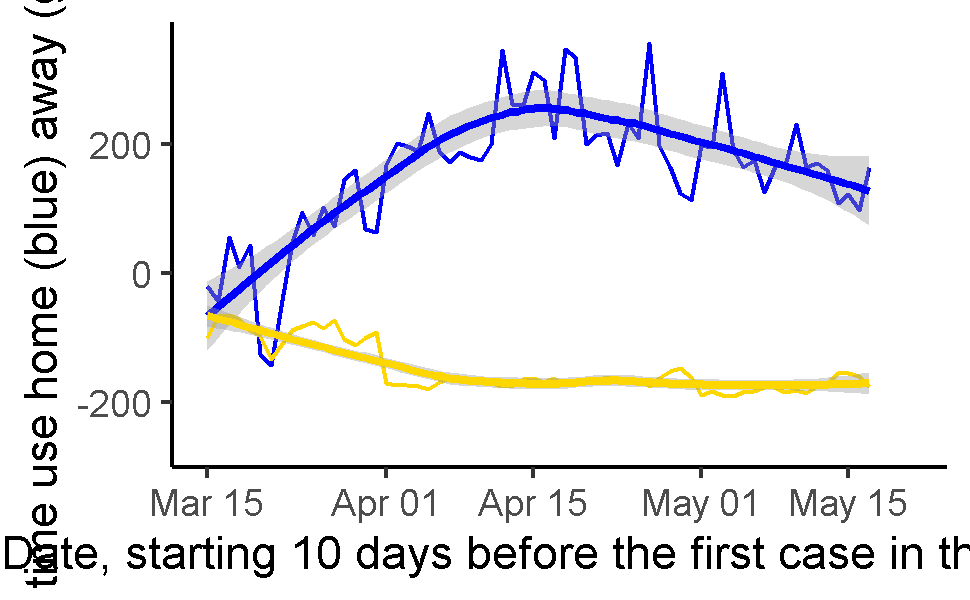 time use home (blue) away (
200
0
-200
Mar 15 Apr 01 Apr 15 May 01 May 15
Date, starting 10 days before the first case in th